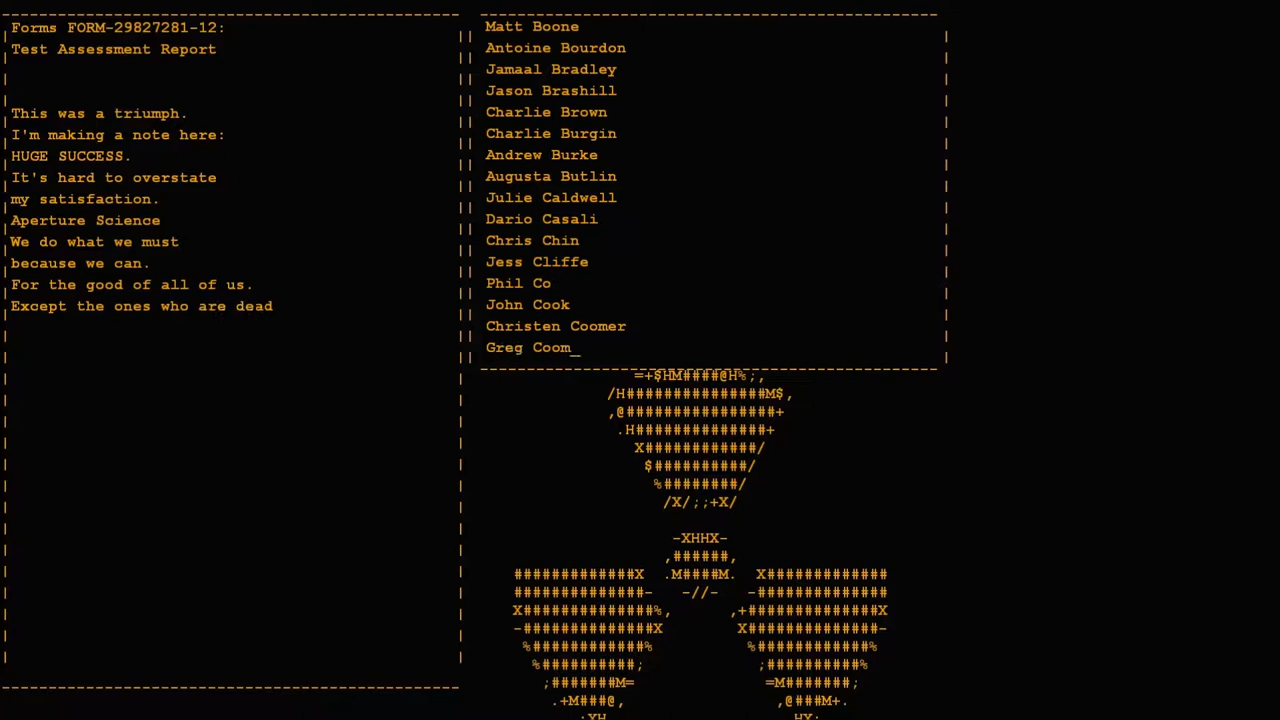 Forms FORM-29827281-12:
Test Assessment Report
This was a triumph.
I'm making a note here:
HUGE SUCCESS.
It's hard to overstate
my satisfaction.
Aperture Science
We do what we must
because we can.
For the good of all of us.
Except the ones who are dead
Matt Boone
Antoine Bourdon
Jamaal Bradley
Jason Brashill
Charlie Brown
Charlie Burgin
Andrew Burke
Augusta Butlin
Julie Caldwell
Dario Casali
Chris Chin
Jess Cliffe
Phil Co
John Cook
Christen Coomer
Greg Coom_